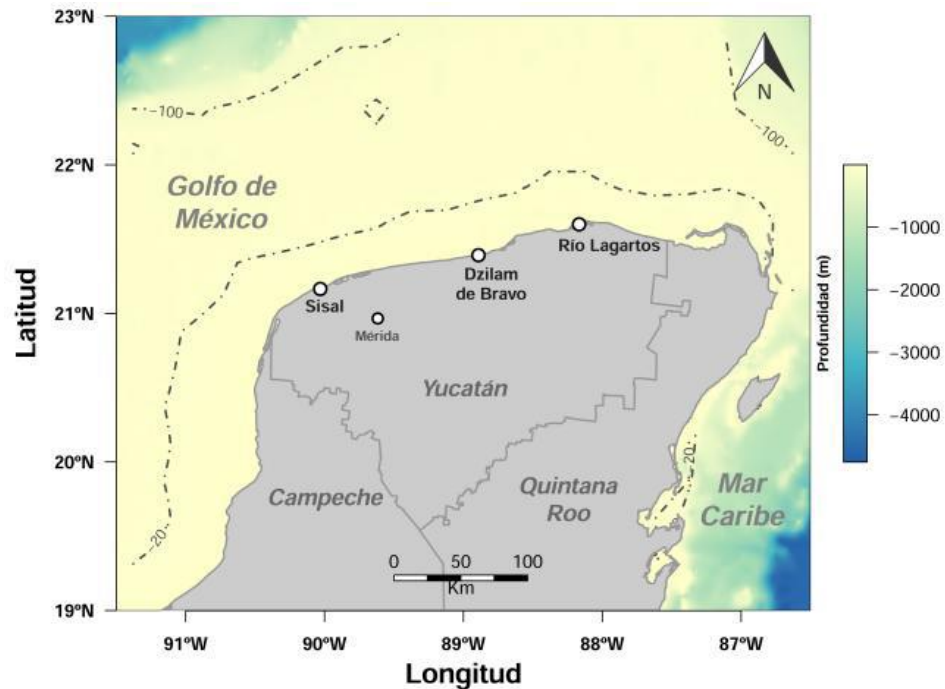 23ºN
22ºN
21ºN
20ºN
19ºN
Latitud
91ºW
90ºW
89ºW
88ºW
87ºW
Longitud
-100
-100
-20
-20
N
Golfo de
México
Río Lagartos
Dzilam
de Bravo
Sisal
Mérida
Yucatán
Campeche
Quintana
Roo
Mar
Caribe
0 50 100
Km
Profundidad (m)
-1000
-2000
-3000
-4000